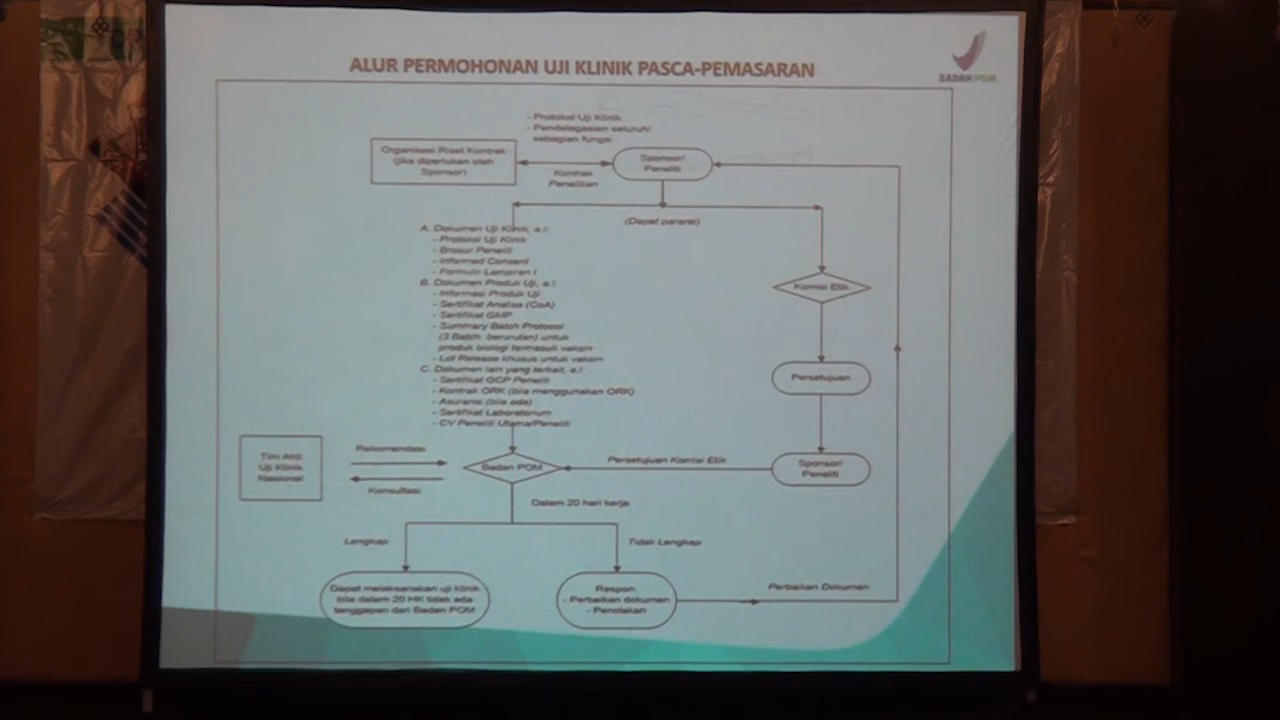 ALUR PERMOHONAN UJI KLINIK PASCA-PEMASARAN
BADAN POM
- Protokol Uji Klinik
- Pendelegasian seluruh/
sebagian fungsi
Organisasi Riset Kontrak
(jika diperlukan oleh
Sponsor)
Kontrak
Penelitian
Sponsor/
Peneliti
(Dapat pararel)
A. Dokumen Uji Klinik, a.l:
- Protokol Uji Klinik
- Brosur Peneliti
- Informed Consent
- Formulir Lampiran I
B. Dokumen Produk Uji, a.l:
- Informasi Produk Uji
- Sertifikat Analisa (CoA)
- Sertifikat GMP
- Summary Batch Protocol
(3 Batch berurutan) untuk
produk biologi termasuk vaksin
- Lot Release khusus untuk vaksin
C. Dokumen lain yang terkait, a.l:
- Sertifikat GCP Peneliti
- Kontrak ORK (bila menggunakan ORK)
- Asuransi (bila ada)
- Sertifikat Laboratorium
- CV Peneliti Utama/Peneliti
Komisi Etik
Persetujuan
Sponsor/
Peneliti
Persetujuan Komisi Etik
Tim Ahli
Uji Klinik
Nasional
Rekomendasi
Konsultasi
Badan POM
Dalam 20 hari kerja
Lengkap
Tidak Lengkap
Dapat melaksanakan uji klinik
bila dalam 20 HK tidak ada
tanggapan dari Badan POM
Respon:
- Perbaikan dokumen
- Penolakan
Perbaikan Dokumen